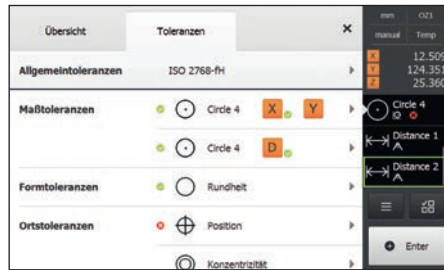 Übersicht
Toleranzen
×
Allgemeintoleranzen
ISO 2768-fH
Maßtoleranzen
Circle 4
X
Y
Circle 4
D
Formtoleranzen
Rundheit
Ortstoleranzen
Position
Konzentrizität
mm
OZ1
manual
Temp
X
12.509
Y
124.351
Z
25.360
Circle 4
Distance 1
Distance 2
Enter